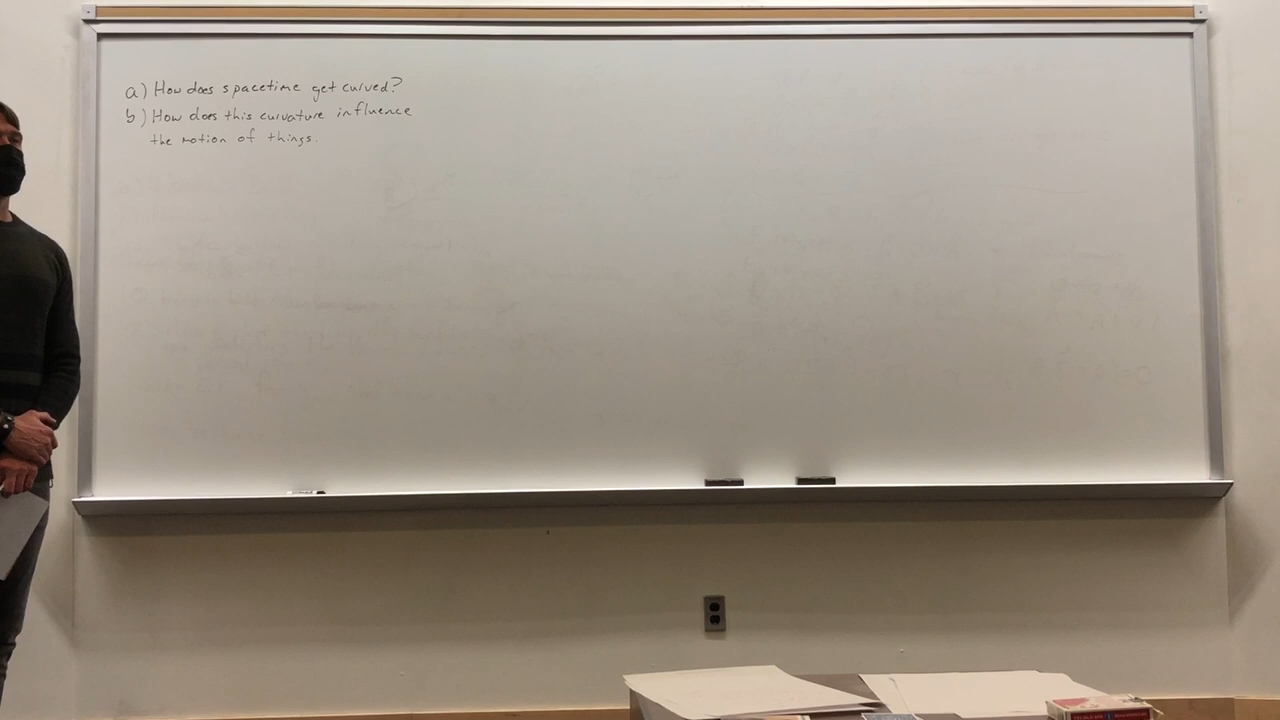 a) How does spacetime get curved?
b) How does this curvature influence
the motion of things.